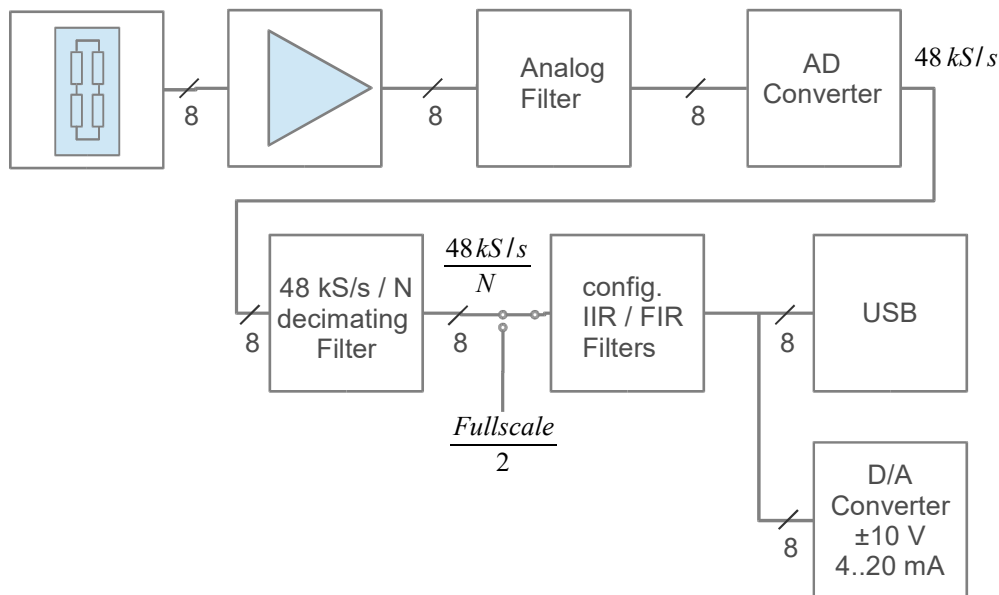 8
8
Analog
Filter
8
AD
Converter
48 kS/s
8
48 kS/s / N
decimating
Filter
8
48 kS/s
N
Fullscale
2
config.
IIR / FIR
Filters
8
USB
8
D/A
Converter
±10 V
4..20 mA